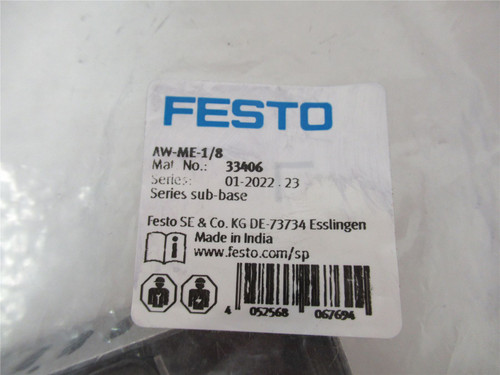 FESTO
AW-ME-1/8
Mat. No.: 33406
Series: 01-2022 . 23
Series sub-base
Festo SE & Co. KG DE-73734 Esslingen
Made in India
www.festo.com/sp
4 052568 067694